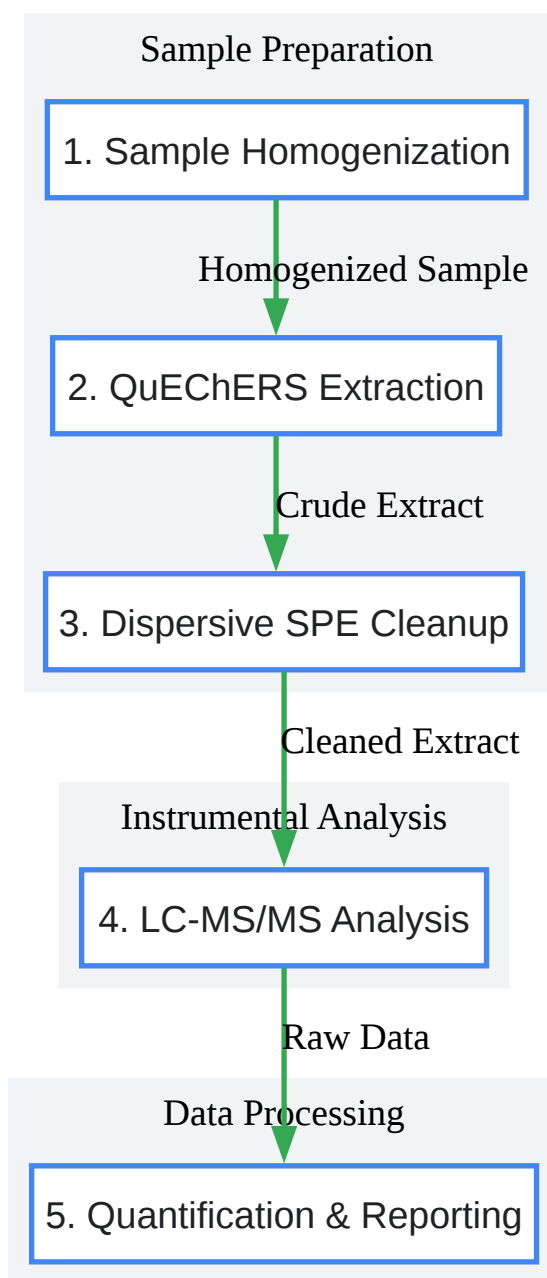 Sample Preparation
1. Sample Homogenization
Homogenized Sample
2. QuEChERS Extraction
Crude Extract
3. Dispersive SPE Cleanup
Cleaned Extract
Instrumental Analysis
4. LC-MS/MS Analysis
Raw Data
Data Processing
5. Quantification & Reporting